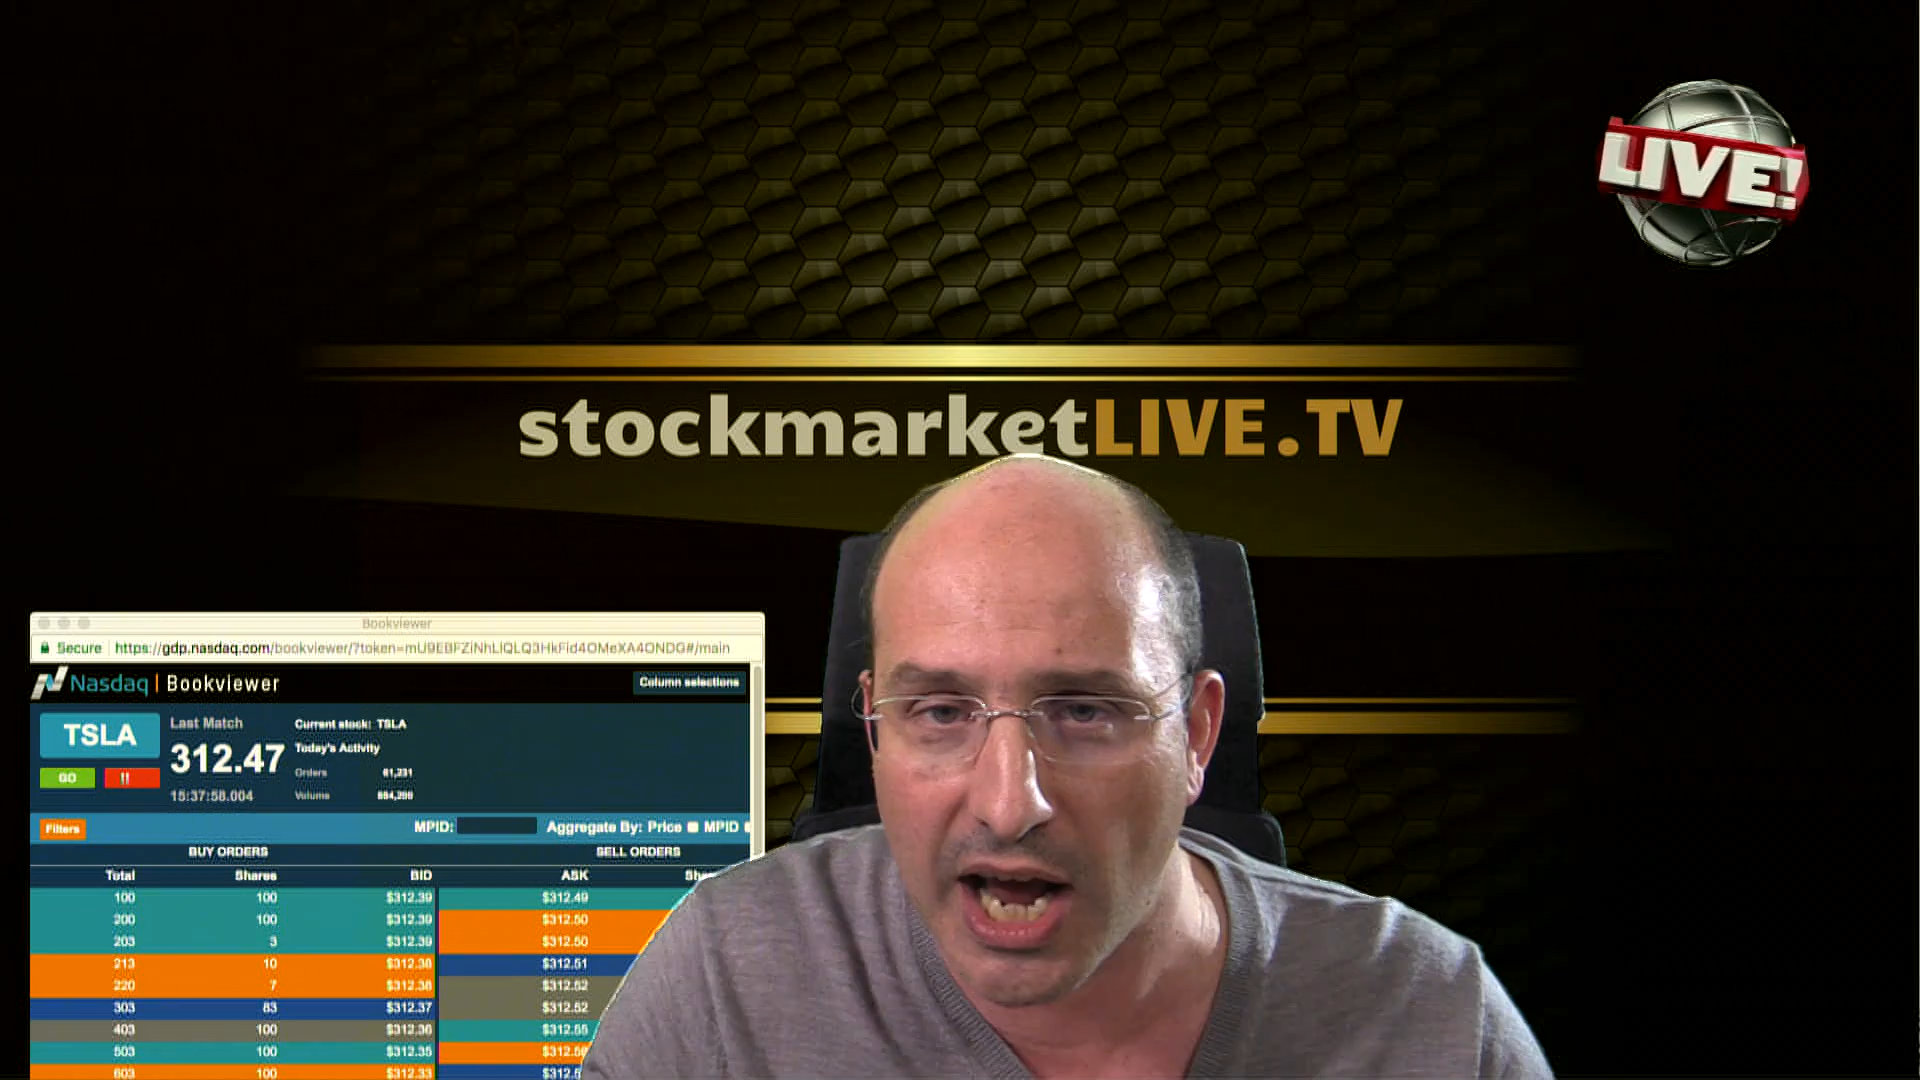 LIVE!
stockmarketLIVE.TV
Bookviewer
Secure https://gdp.nasdaq.com/bookviewer/?token=mU9EBFZiNhLIQLQ3HkFid4OMeXA4ONDG#/main
Nasdaq | Bookviewer
Column selections
TSLA
Last Match
Current stock: TSLA
312.47
Today's Activity
GO !!
Orders 61,231
15:37:58.004
Volume
Filters
MPID:
Aggregate By: Price MPID
BUY ORDERS SELL ORDERS
Total Shares BID ASK
100 100 $312.39 $312.49
200 100 $312.39 $312.50
203 3 $312.39 $312.50
213 10 $312.38 $312.51
220 7 $312.38 $312.52
303 83 $312.37 $312.52
403 100 $312.36 $312.55
503 100 $312.35
603 100 $312.33